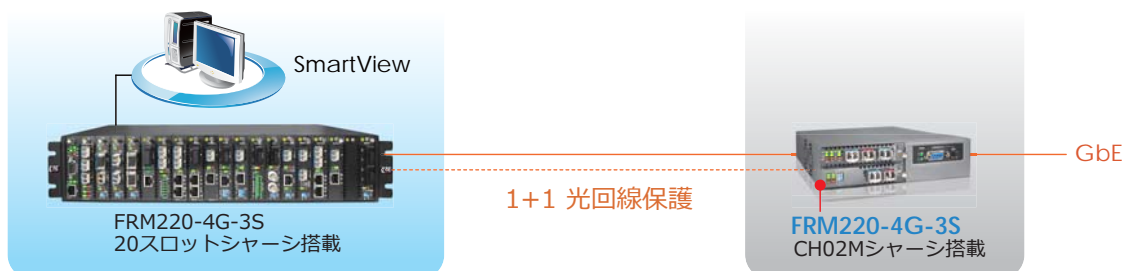 SmartView
FRM220-4G-3S
20スロットシャーシ搭載
1+1 光回線保護
GbE
FRM220-4G-3S
CH02Mシャーシ搭載